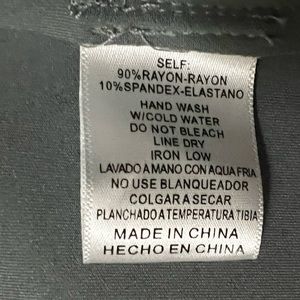 SELF:
90%RAYON-RAYON
10%SPANDEX-ELASTANO
HAND WASH
W/COLD WATER
DO NOT BLEACH
LINE DRY
IRON LOW
LAVADO A MANO CON AQUA FRIA
NO USE BLANQUEADOR
COLGAR A SECAR
PLANCHADO A TEMPERATURA TIBIA
MADE IN CHINA
HECHO EN CHINA